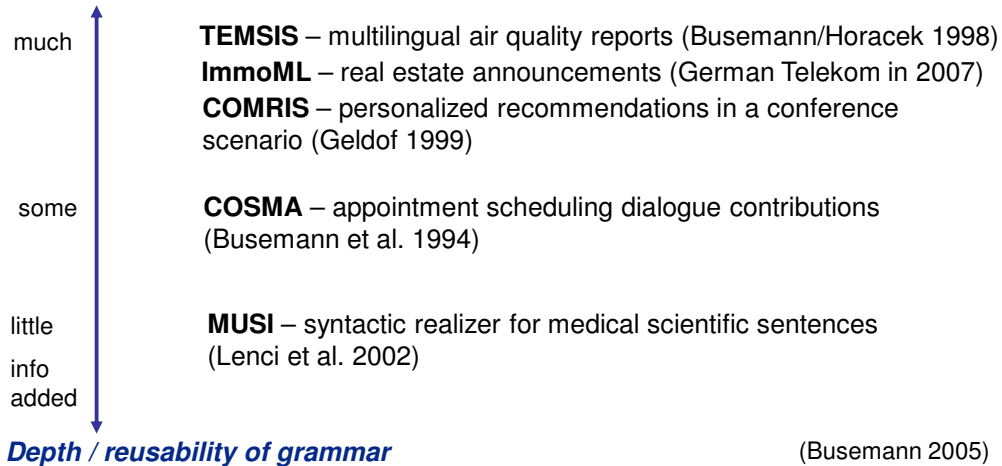 much
TEMSIS – multilingual air quality reports (Busemann/Horacek 1998)
ImmoML – real estate announcements (German Telekom in 2007)
COMRIS – personalized recommendations in a conference
scenario (Geldof 1999)
some
COSMA – appointment scheduling dialogue contributions
(Busemann et al. 1994)
little
MUSI – syntactic realizer for medical scientific sentences
(Lenci et al. 2002)
info
added
Depth / reusability of grammar
(Busemann 2005)